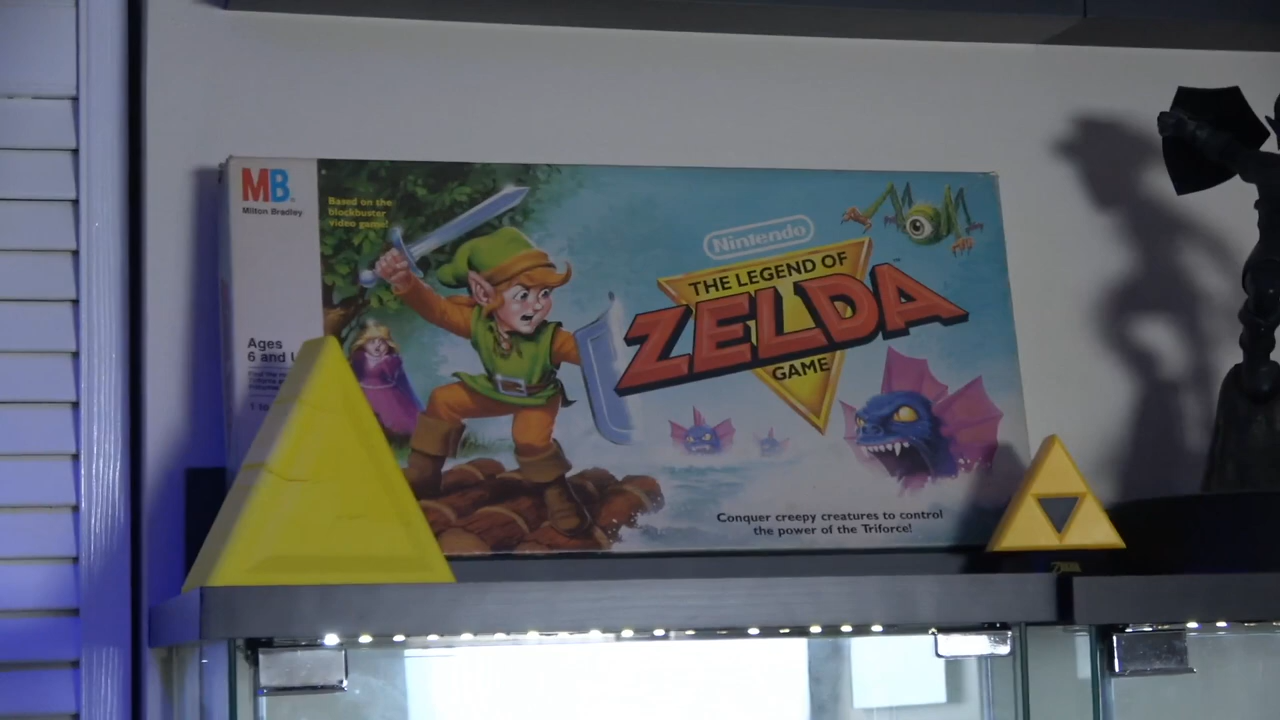 MB
Milton Bradley
Based on the
blockbuster
video game!
Nintendo
THE LEGEND OF
ZELDA™
GAME
Ages
6 and
Conquer creepy creatures to control
the power of the Triforce!
ZELDA